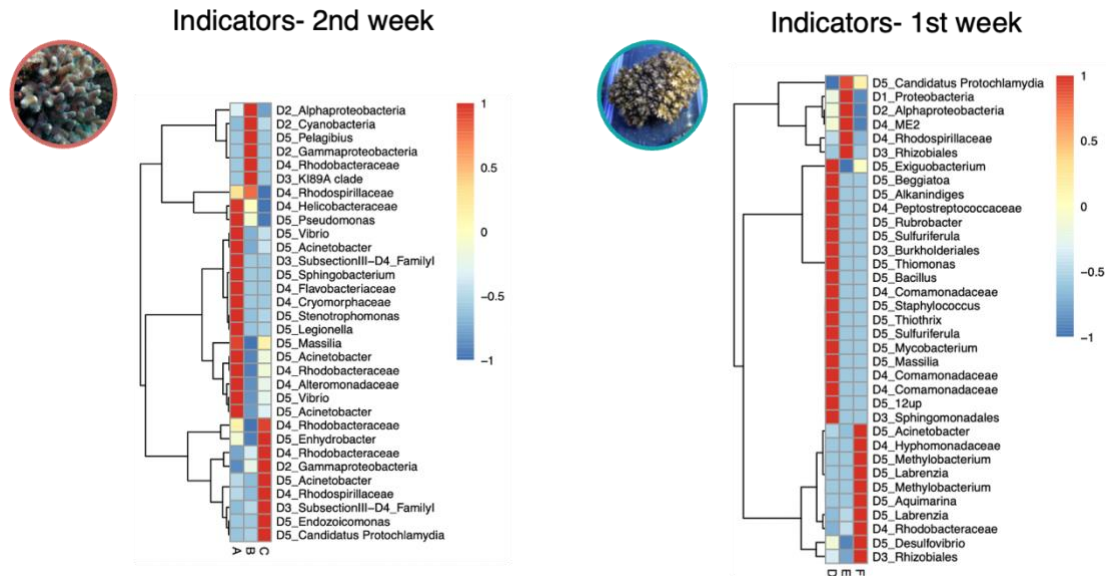 Indicators- 2nd week
D2_Alphaproteobacteria
D2_Cyanobacteria
D5_Pelagibius
D2_Gammaproteobacteria
D4_Rhodobacteraceae
D3_KI89A clade
D4_Rhodospirillaceae
D4_Helicobacteraceae
D5_Pseudomonas
D5_Vibrio
D5_Acinetobacter
D3_SubsectionIII-D4_FamilyI
D5_Sphingobacterium
D4_Flavobacteriaceae
D4_Cryomorphaceae
D5_Stenotrophomonas
D5_Legionella
D5_Massilia
D5_Acinetobacter
D4_Rhodobacteraceae
D4_Alteromonadaceae
D5_Vibrio
D5_Acinetobacter
D4_Rhodobacteraceae
D5_Enhydrobacter
D4_Rhodobacteraceae
D2_Gammaproteobacteria
D5_Acinetobacter
D4_Rhodospirillaceae
D3_SubsectionIII-D4_FamilyI
D5_Endozoicomonas
D5_Candidatus Protochlamydia
A B C
1
0.5
0
-0.5
-1
Indicators- 1st week
D5_Candidatus Protochlamydia
D1_Proteobacteria
D2_Alphaproteobacteria
D4_ME2
D4_Rhodospirillaceae
D3_Rhizobiales
D5_Exiguobacterium
D5_Beggiatoa
D5_Alkanindiges
D4_Peptostreptococcaceae
D5_Rubrobacter
D5_Sulfuriferula
D3_Burkholderiales
D5_Thiomonas
D5_Bacillus
D4_Comamonadaceae
D5_Staphylococcus
D5_Thiothrix
D5_Sulfuriferula
D5_Mycobacterium
D5_Massilia
D4_Comamonadaceae
D4_Comamonadaceae
D5_12up
D3_Sphingomonadales
D5_Acinetobacter
D4_Hyphomonadaceae
D5_Methylobacterium
D5_Labrenzia
D5_Methylobacterium
D5_Aquimarina
D5_Labrenzia
D4_Rhodobacteraceae
D5_Desulfovibrio
D3_Rhizobiales
D E F
1
0.5
0
-0.5
-1